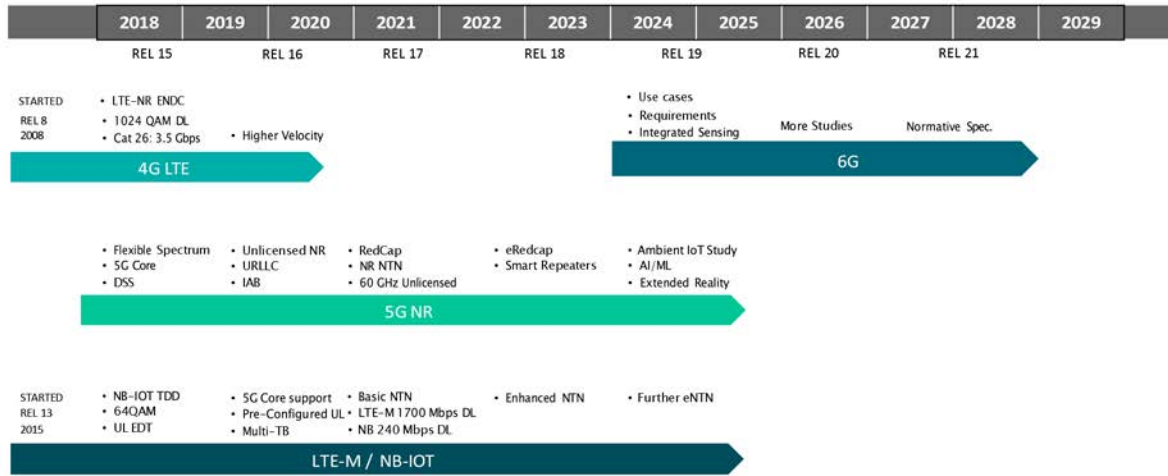 2018 2019 2020 2021 2022 2023 2024 2025 2026 2027 2028 2029
REL 15 REL 16 REL 17 REL 18 REL 19 REL 20 REL 21
STARTED
REL 8
2008
• LTE-NR ENDC
• 1024 QAM DL
• Cat 26: 3.5 Gbps
• Higher Velocity
4G LTE
• Use cases
• Requirements
• Integrated Sensing
More Studies
Normative Spec.
6G
• Flexible Spectrum
• 5G Core
• DSS
• Unlicensed NR
• URLLC
• IAB
• RedCap
• NR NTN
• 60 GHz Unlicensed
• eRedcap
• Smart Repeaters
• Ambient IoT Study
• AI/ML
• Extended Reality
5G NR
STARTED
REL 13
2015
• NB-IOT TDD
• 64QAM
• UL EDT
• 5G Core support
• Pre-Configured UL
• Multi-TB
• Basic NTN
• LTE-M 1700 Mbps DL
• NB 240 Mbps DL
• Enhanced NTN
• Further eNTN
LTE-M / NB-IOT